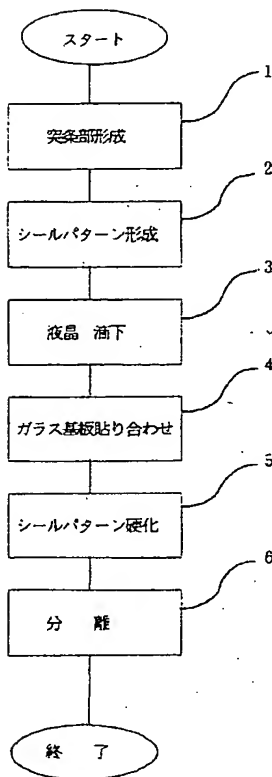 スタート
1
突条部形成
2
シールパターン形成
3
液晶 滴下
4
ガラス基板貼り合わせ
5
シールパターン硬化
6
分 離
終 了